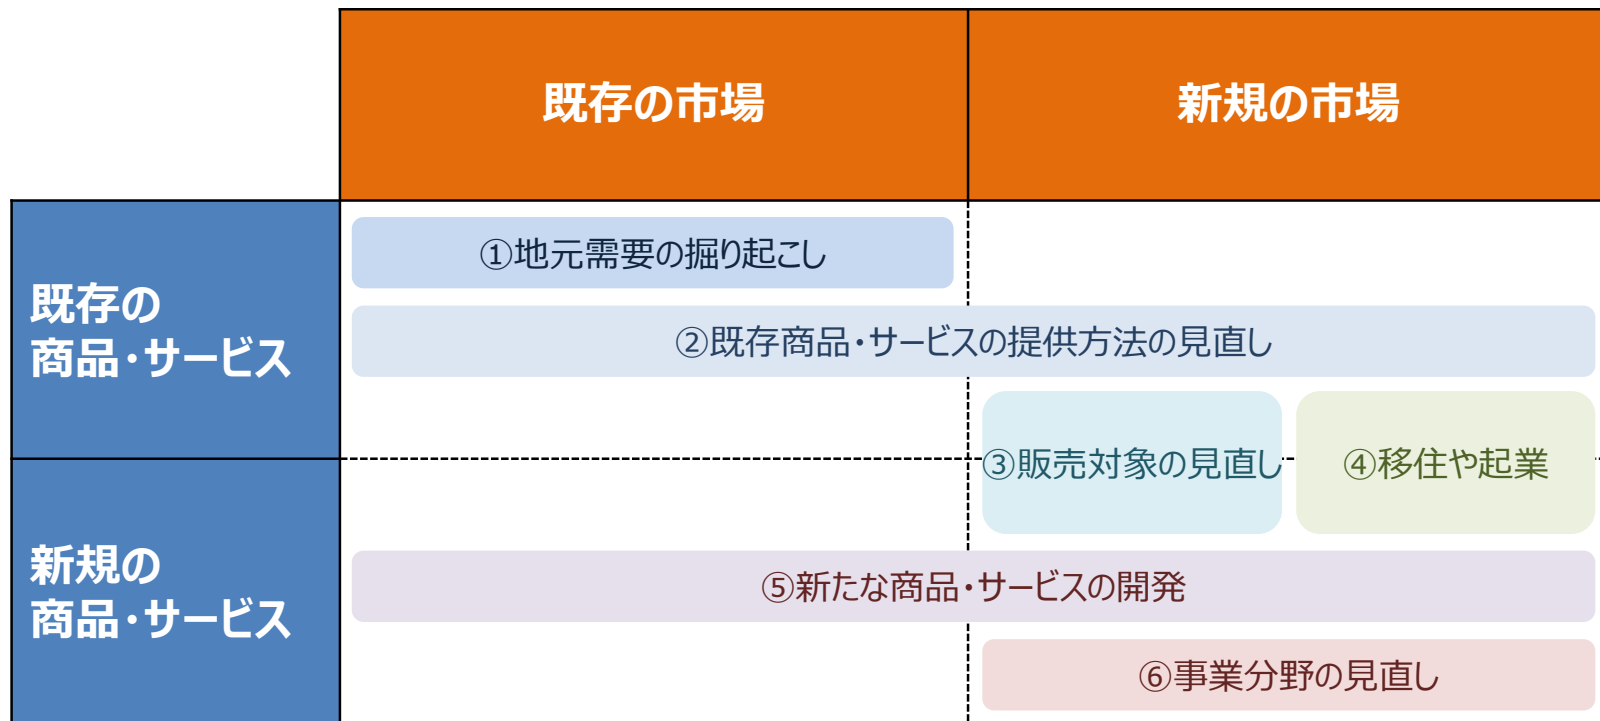 既存の市場
新規の市場
既存の
商品・サービス
①地元需要の掘り起こし
②既存商品・サービスの提供方法の見直し
③販売対象の見直し
④移住や起業
新規の
商品・サービス
⑤新たな商品・サービスの開発
⑥事業分野の見直し